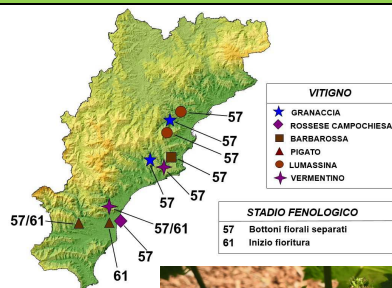 57
57
57
57
57
57
57/61
57/61
57
61
VITIGNO
GRANACCIA
ROSSESE CAMPOCHIESA
BARBAROSSA
PIGATO
LUMASSINA
VERMENTINO
STADIO FENOLOGICO
57 Bottoni fiorali separati
61 Inizio fioritura